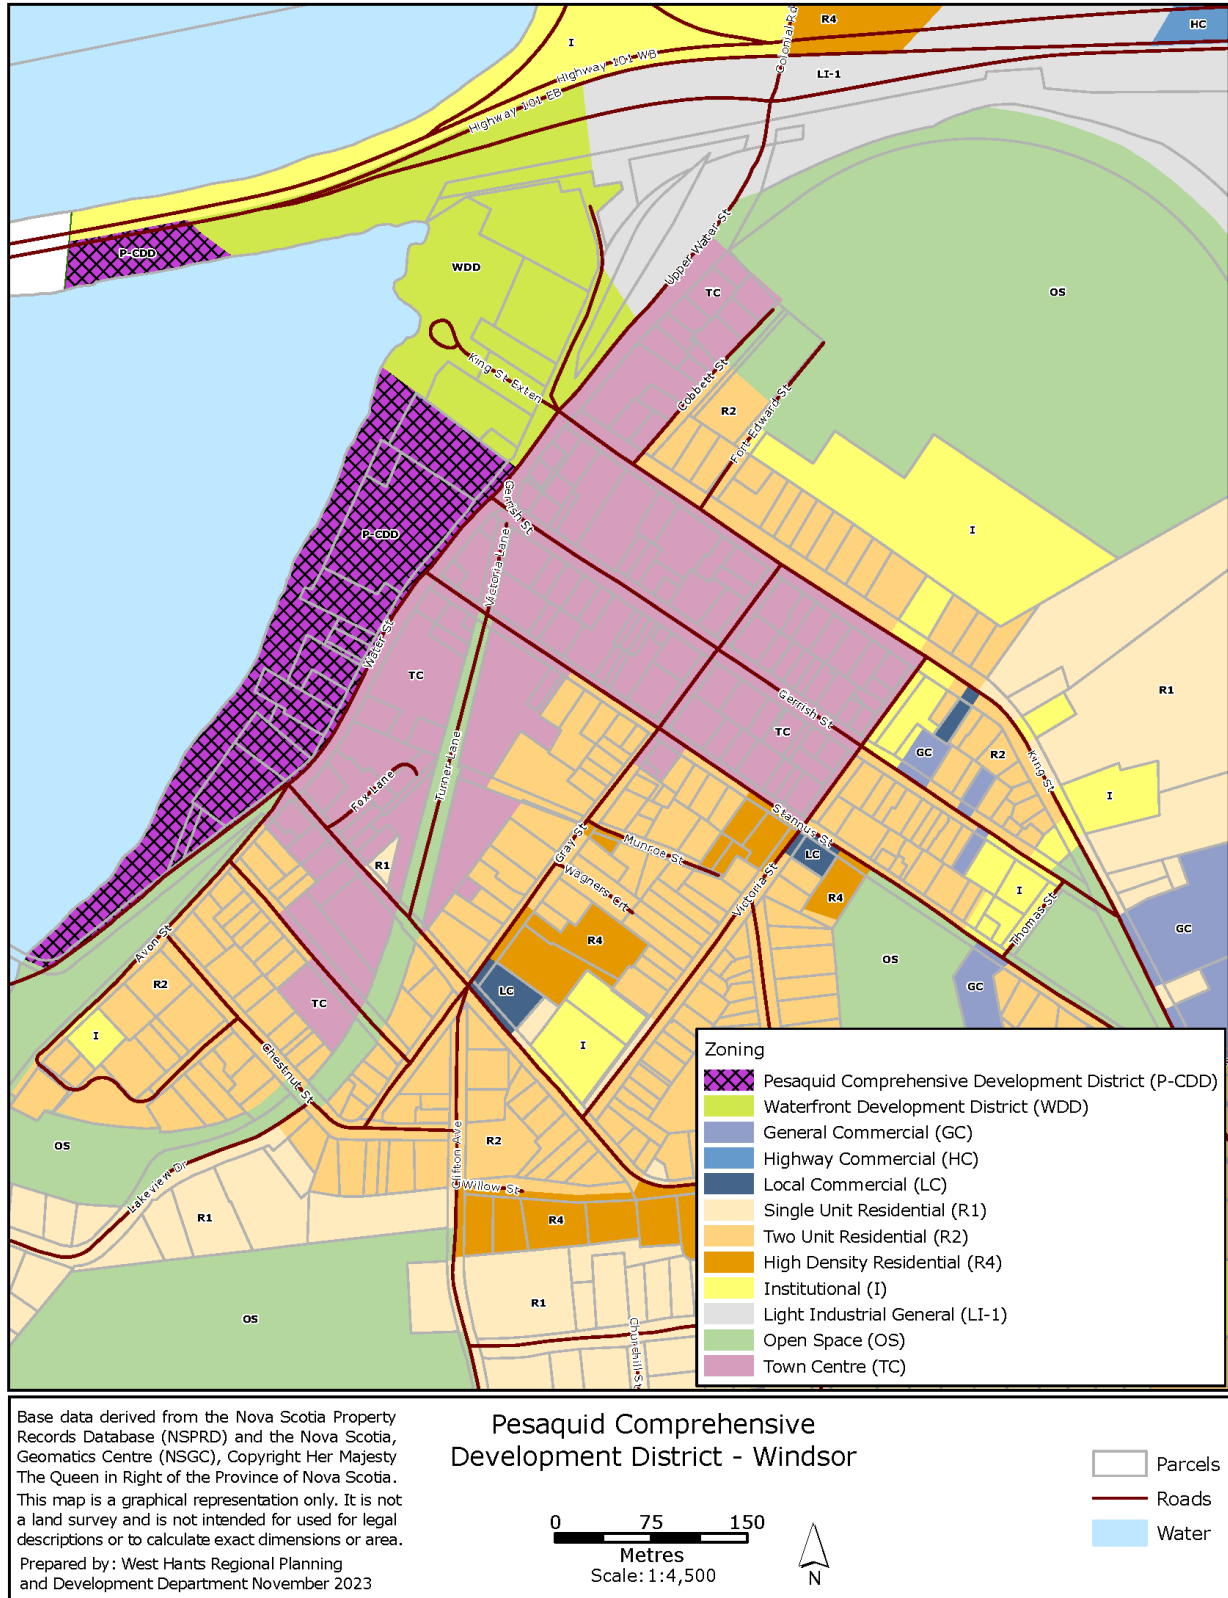 I
R4
HC
Colonial Rd
Highway 101 WB
LI-1
Highway 101 EB
Upper Water St
P-CDD
WDD
TC
OS
King St Exten
Cobbett St
R2
Fort Edward St
Gerrish St
P-CDD
I
Victoria Lane
Water St
TC
R1
Gerrish St
TC
GC
R2
King St
Turner Lane
Fox Lane
I
Stannus St
Gray St
Munroe St
LC
R1
Wagners Crt
Victoria St
R4
I
Thomas St
Avon St
R4
GC
OS
R2
LC
GC
TC
I
I
Chestnut St
OS
Clifton Ave
R2
Lakeview Dr
Willow St
R1
R4
R1
OS
Churchill St
Zoning
Pesaquid Comprehensive Development District (P-CDD)
Waterfront Development District (WDD)
General Commercial (GC)
Highway Commercial (HC)
Local Commercial (LC)
Single Unit Residential (R1)
Two Unit Residential (R2)
High Density Residential (R4)
Institutional (I)
Light Industrial General (LI-1)
Open Space (OS)
Town Centre (TC)
Base data derived from the Nova Scotia Property
Records Database (NSPRD) and the Nova Scotia,
Geomatics Centre (NSGC), Copyright Her Majesty
The Queen in Right of the Province of Nova Scotia.
This map is a graphical representation only. It is not
a land survey and is not intended for used for legal
descriptions or to calculate exact dimensions or area.
Prepared by: West Hants Regional Planning
and Development Department November 2023
Pesaquid Comprehensive
Development District - Windsor
0 75 150
Metres
Scale: 1:4,500
N
Parcels
Roads
Water